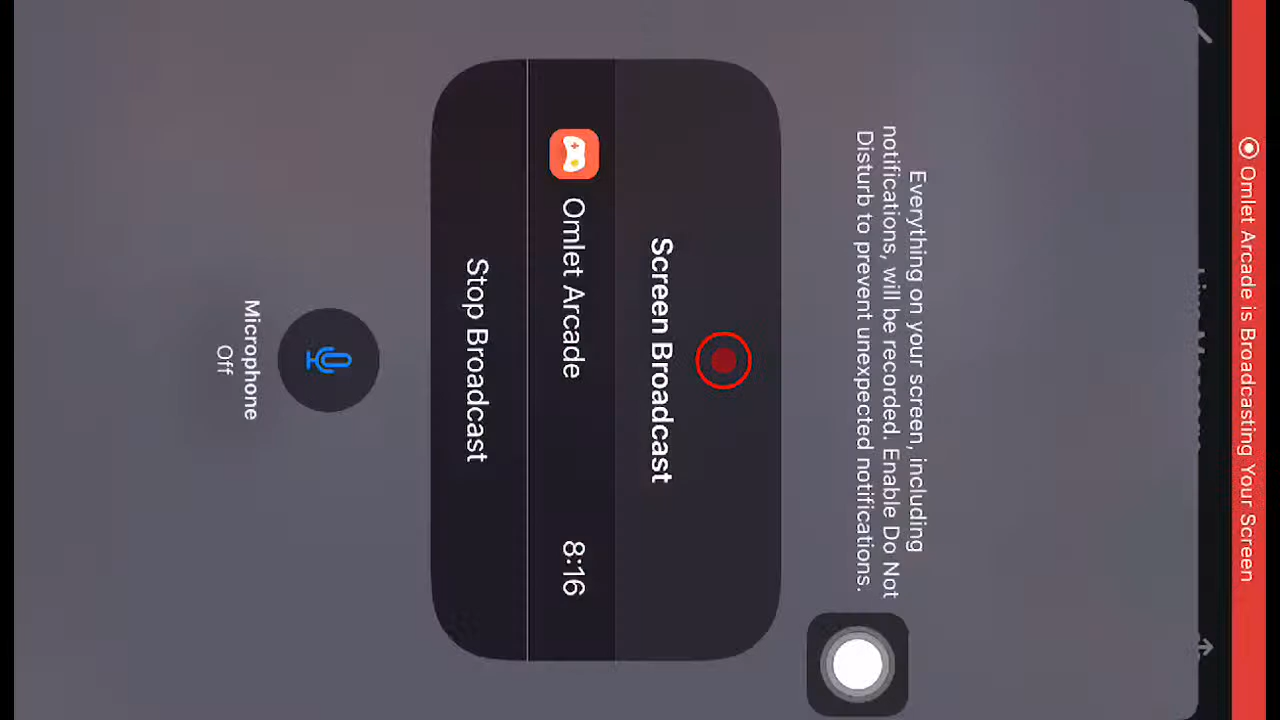 Omlet Arcade is Broadcasting Your Screen
Everything on your screen, including
notifications, will be recorded. Enable Do Not
Disturb to prevent unexpected notifications.
Screen Broadcast
Omlet Arcade 8:16
Stop Broadcast
Microphone
Off